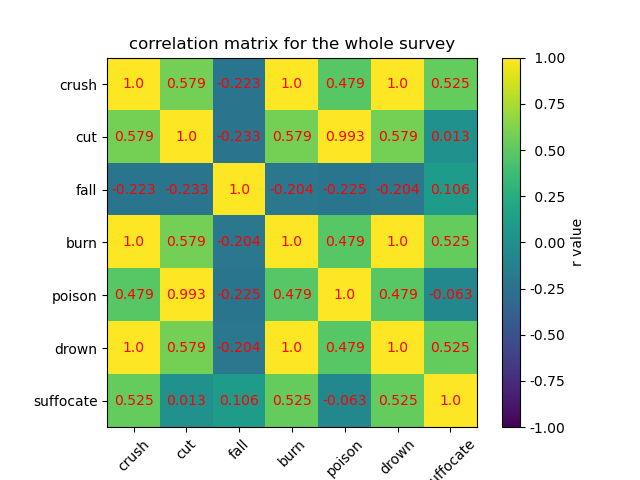 correlation matrix for the whole survey
crush 1.0 0.579 -0.223 1.0 0.479 1.0 0.525
cut 0.579 1.0 -0.233 0.579 0.993 0.579 0.013
fall -0.223 -0.233 1.0 -0.204 -0.225 -0.204 0.106
burn 1.0 0.579 -0.204 1.0 0.479 1.0 0.525
poison 0.479 0.993 -0.225 0.479 1.0 0.479 -0.063
drown 1.0 0.579 -0.204 1.0 0.479 1.0 0.525
suffocate 0.525 0.013 0.106 0.525 -0.063 0.525 1.0
crush cut fall burn poison drown uffocate
1.00
0.75
0.50
0.25
0.00
-0.25
-0.50
-0.75
-1.00
r value